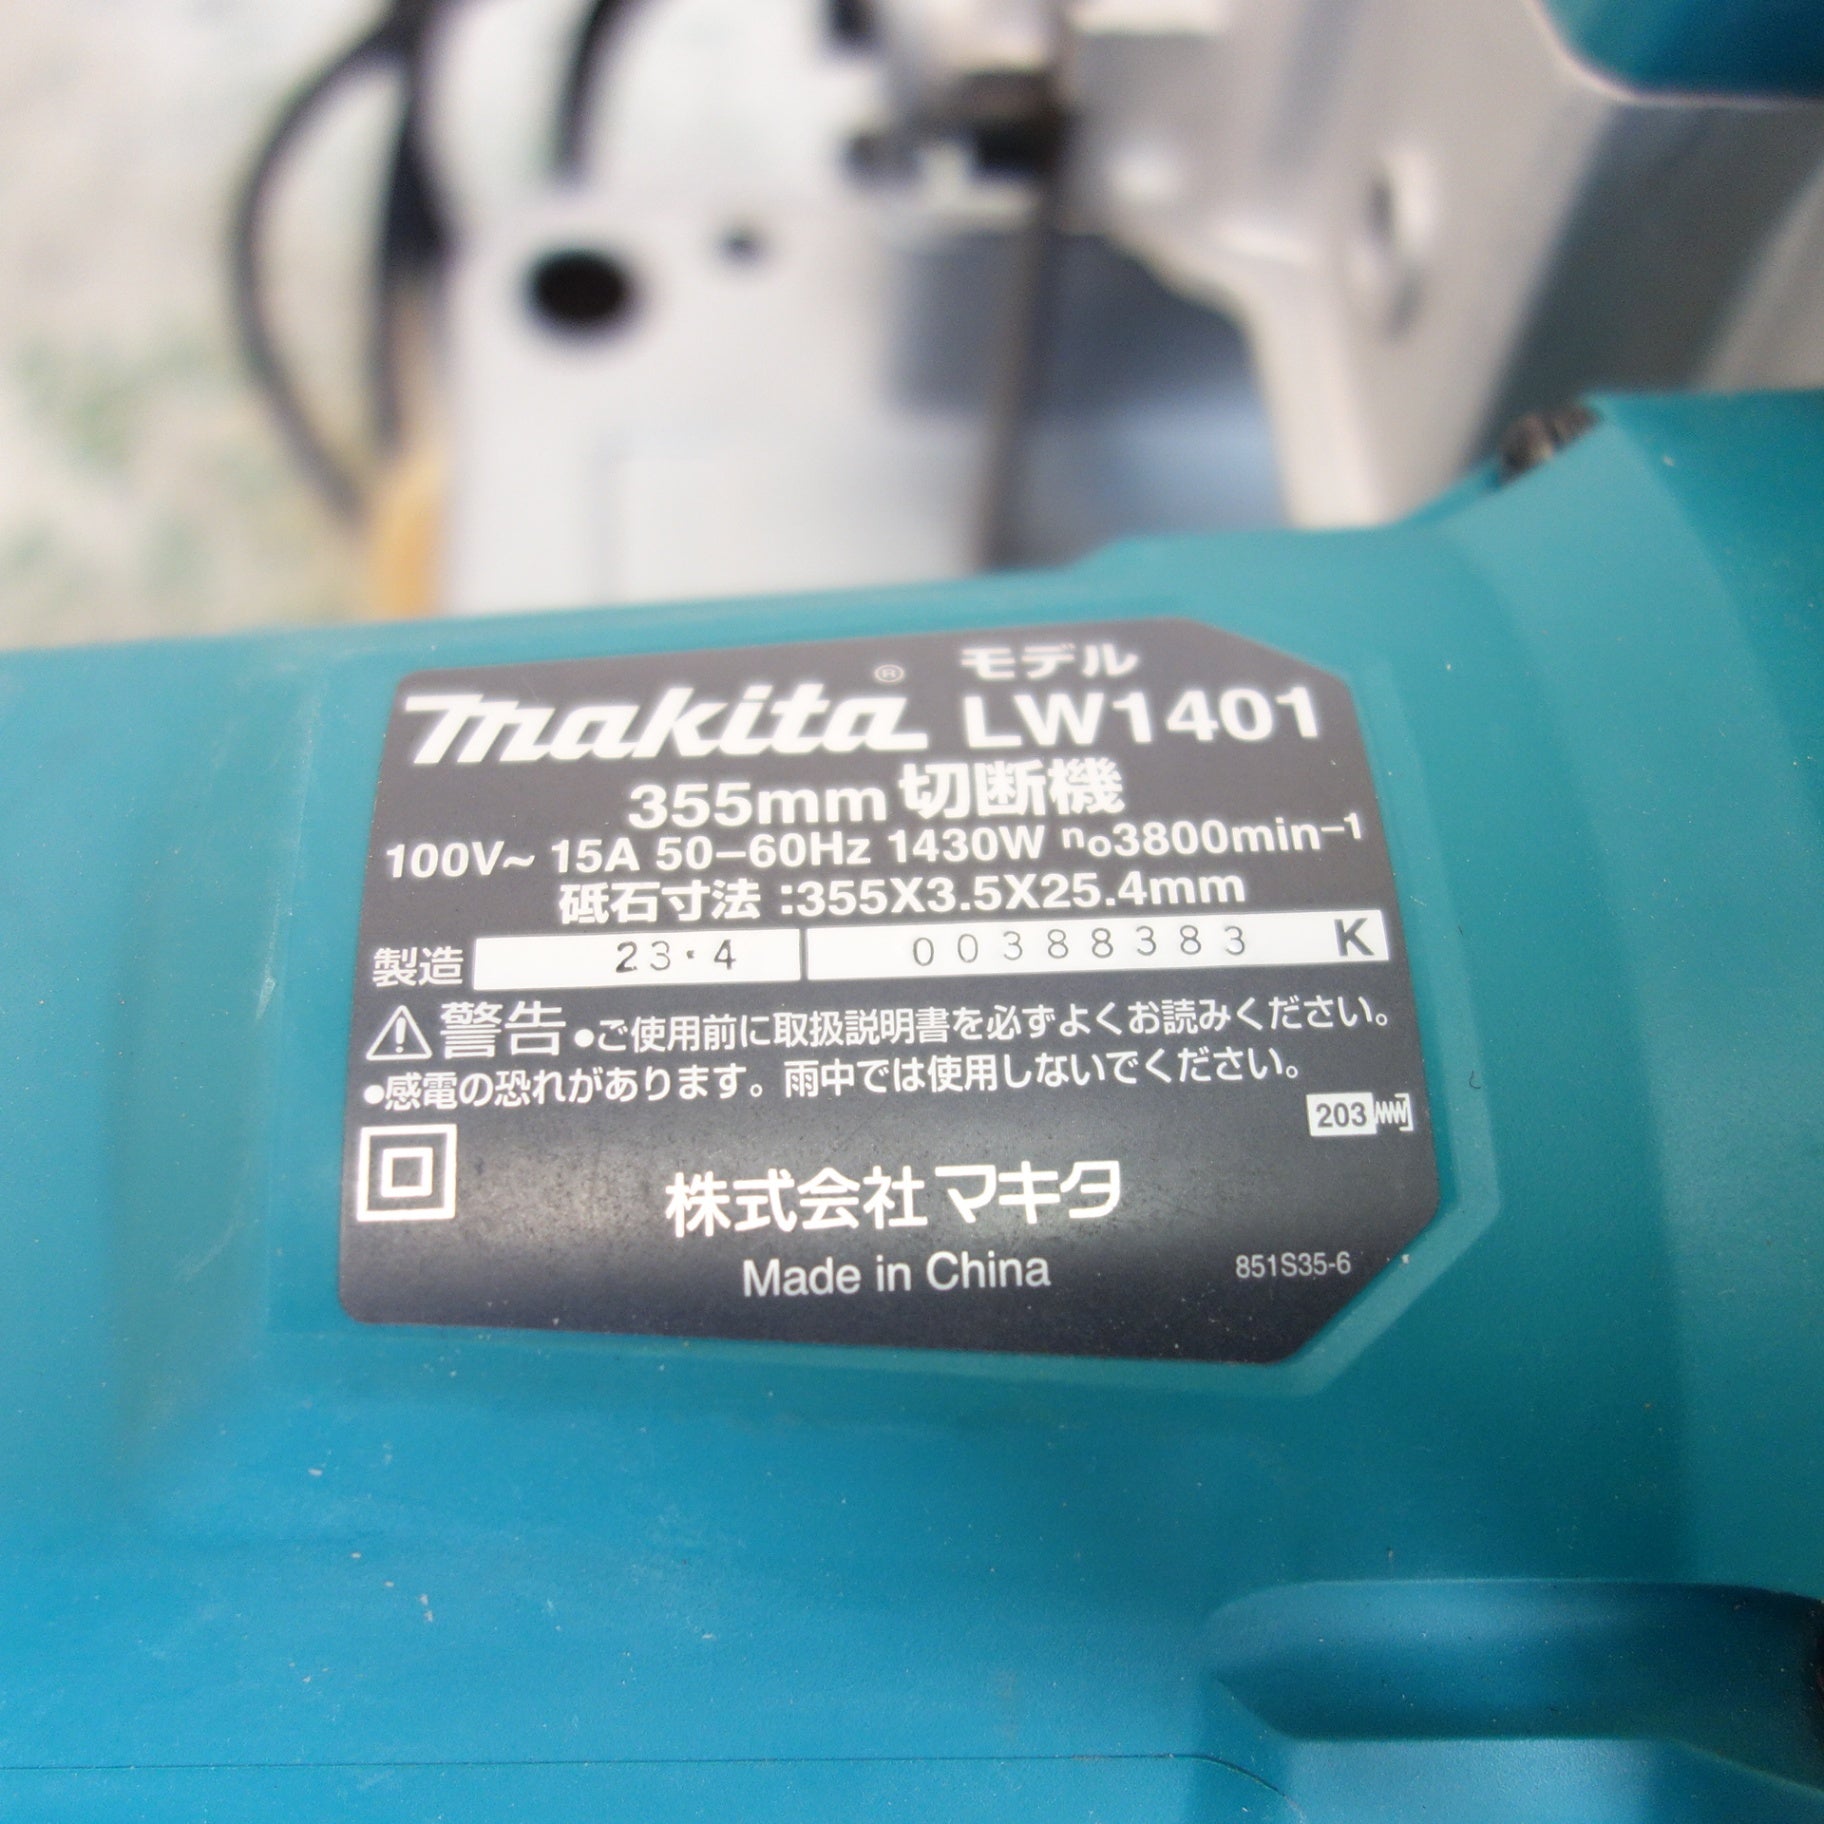 makita® モデル LW1401
355mm 切断機
100V~ 15A 50-60Hz 1430W no3800min-1
砥石寸法:355X3.5X25.4mm
製造 23・4 00388383 K
警告 ●ご使用前に取扱説明書を必ずよくお読みください。
●感電の恐れがあります。雨中では使用しないでください。
203
株式会社マキタ
Made in China 851S35-6